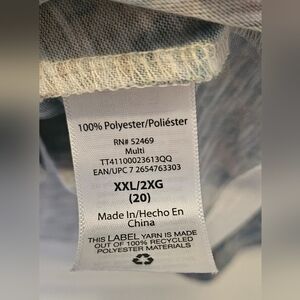 100% Polyester/Poliéster
RN# 52469
Multi
TT41100023613QQ
EAN/UPC 7 2654763303
XXL/2XG
(20)
Made In/Hecho En
China
THIS LABEL YARN IS MADE
OUT OF 100% RECYCLED
POLYESTER MATERIALS